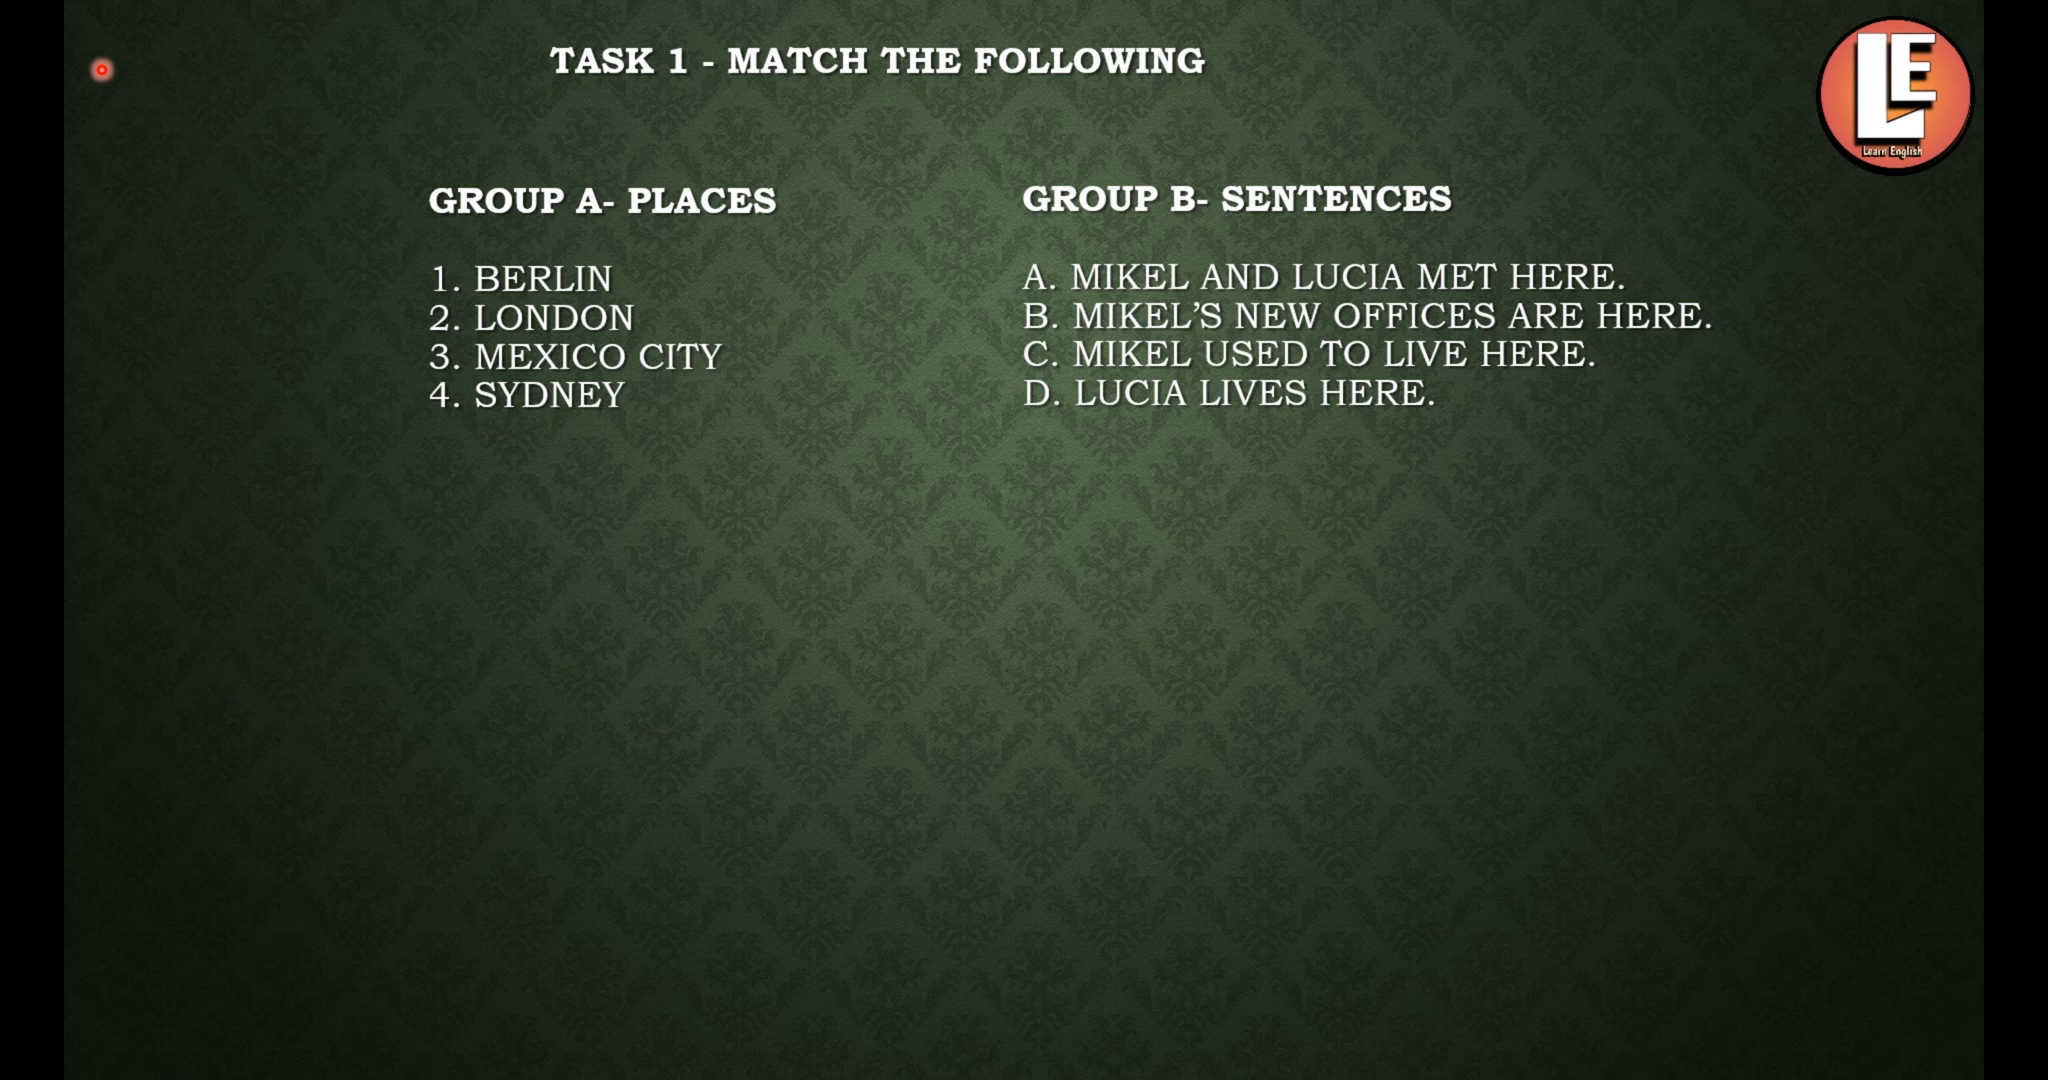 TASK 1 - MATCH THE FOLLOWING
LE
Learn English
GROUP A- PLACES
1. BERLIN
2. LONDON
3. MEXICO CITY
4. SYDNEY
GROUP B- SENTENCES
A. MIKEL AND LUCIA MET HERE.
B. MIKEL’S NEW OFFICES ARE HERE.
C. MIKEL USED TO LIVE HERE.
D. LUCIA LIVES HERE.